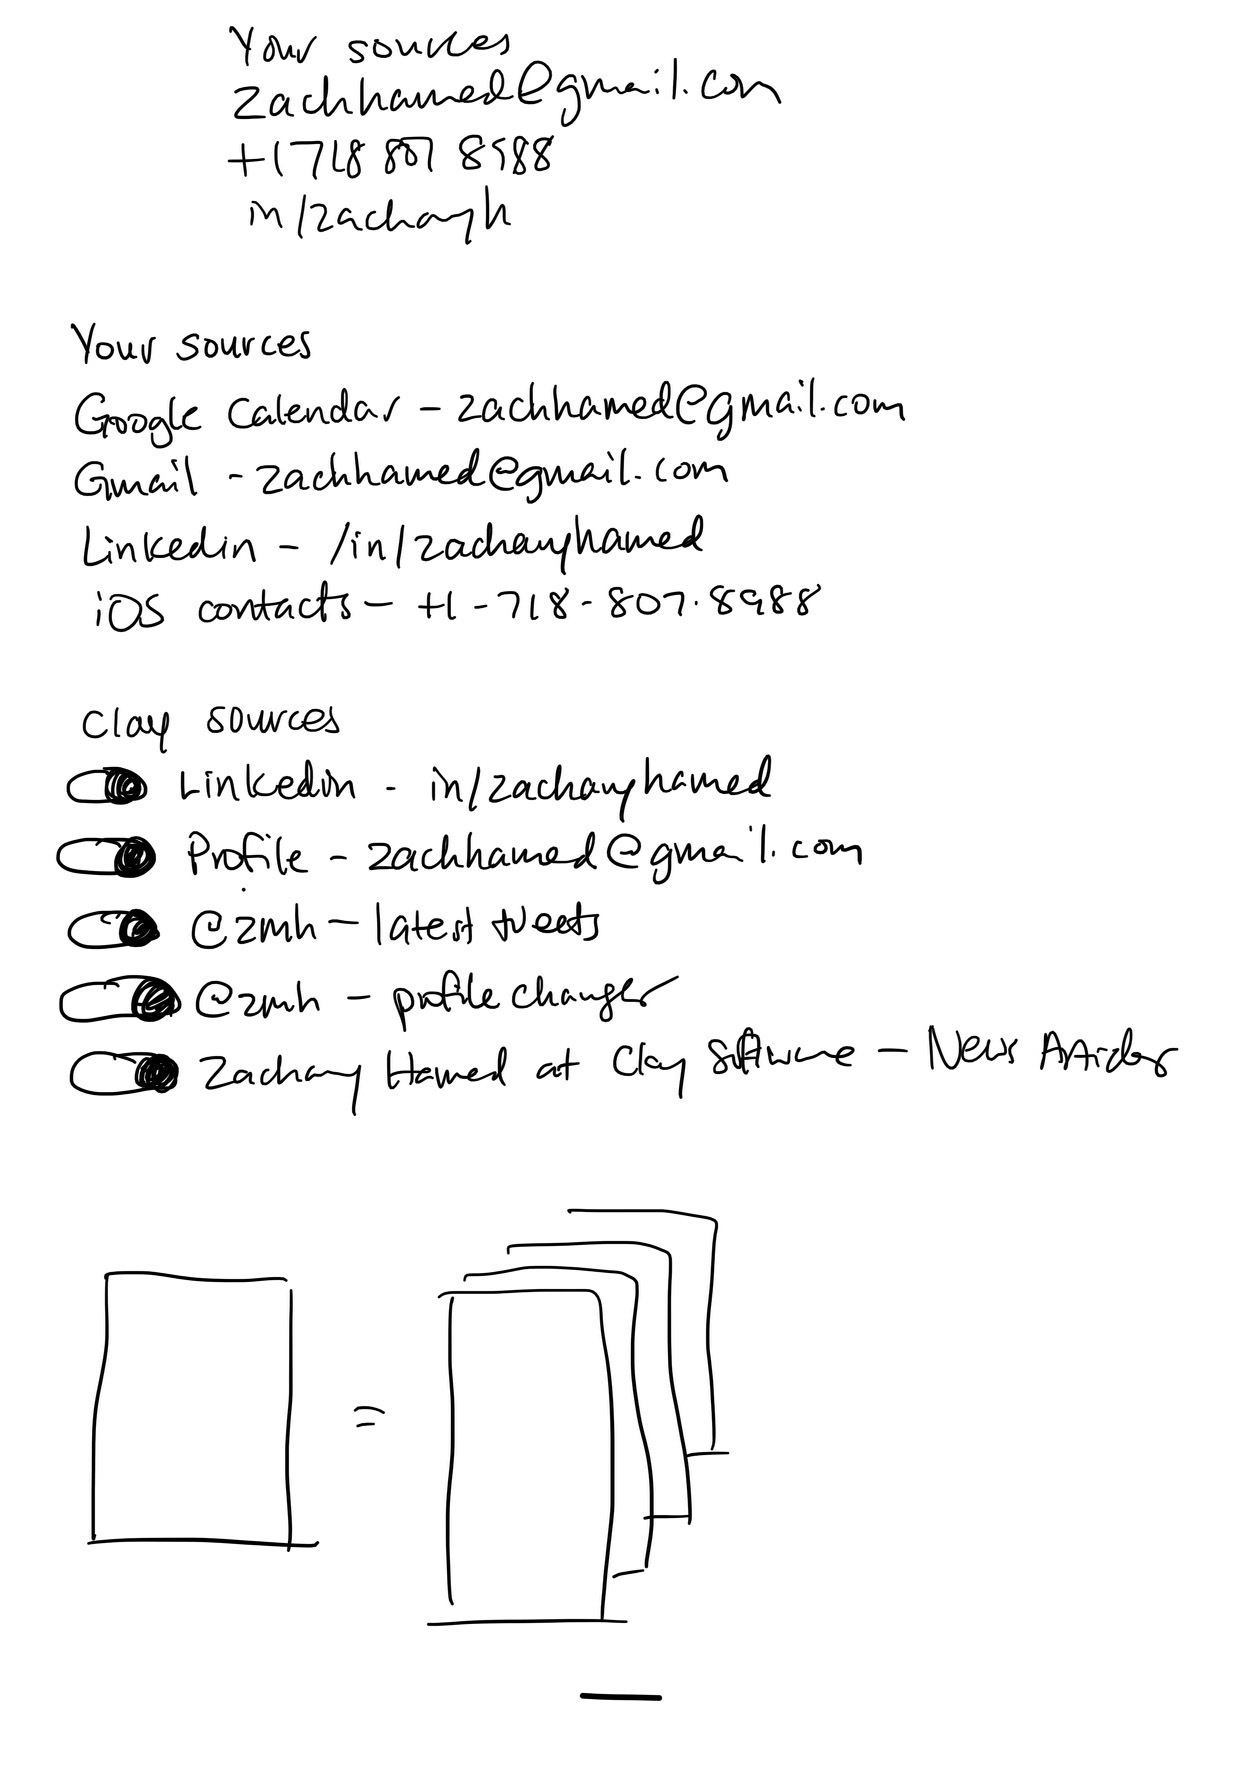 Your sources
zachhamed@gmail.com
+1 718 807 8988
in/zacharyh
Your sources
Google Calendar - zachhamed@gmail.com
Gmail - zachhamed@gmail.com
Linkedin - /in/zacharyhamed
iOS contacts - +1-718-807-8988
Clay sources
Linkedin - in/zacharyhamed
Profile - zachhamed@gmail.com
@zmh - latest tweets
@zmh - profile changes
Zachary Hamed at Clay Software - News Articles
=